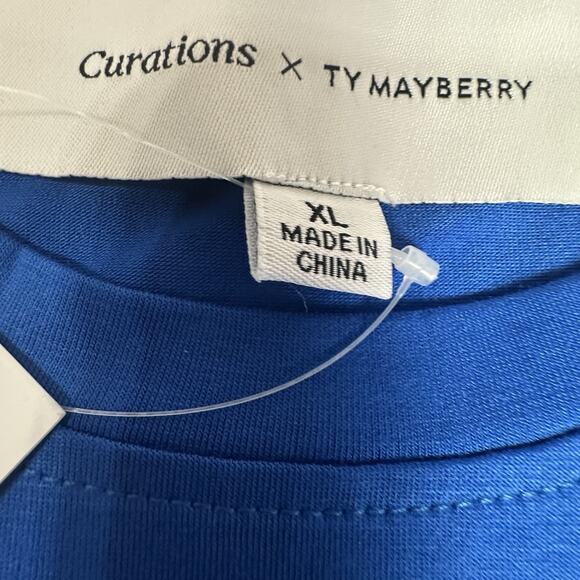 Curations × TY MAYBERRY
XL
MADE IN
CHINA